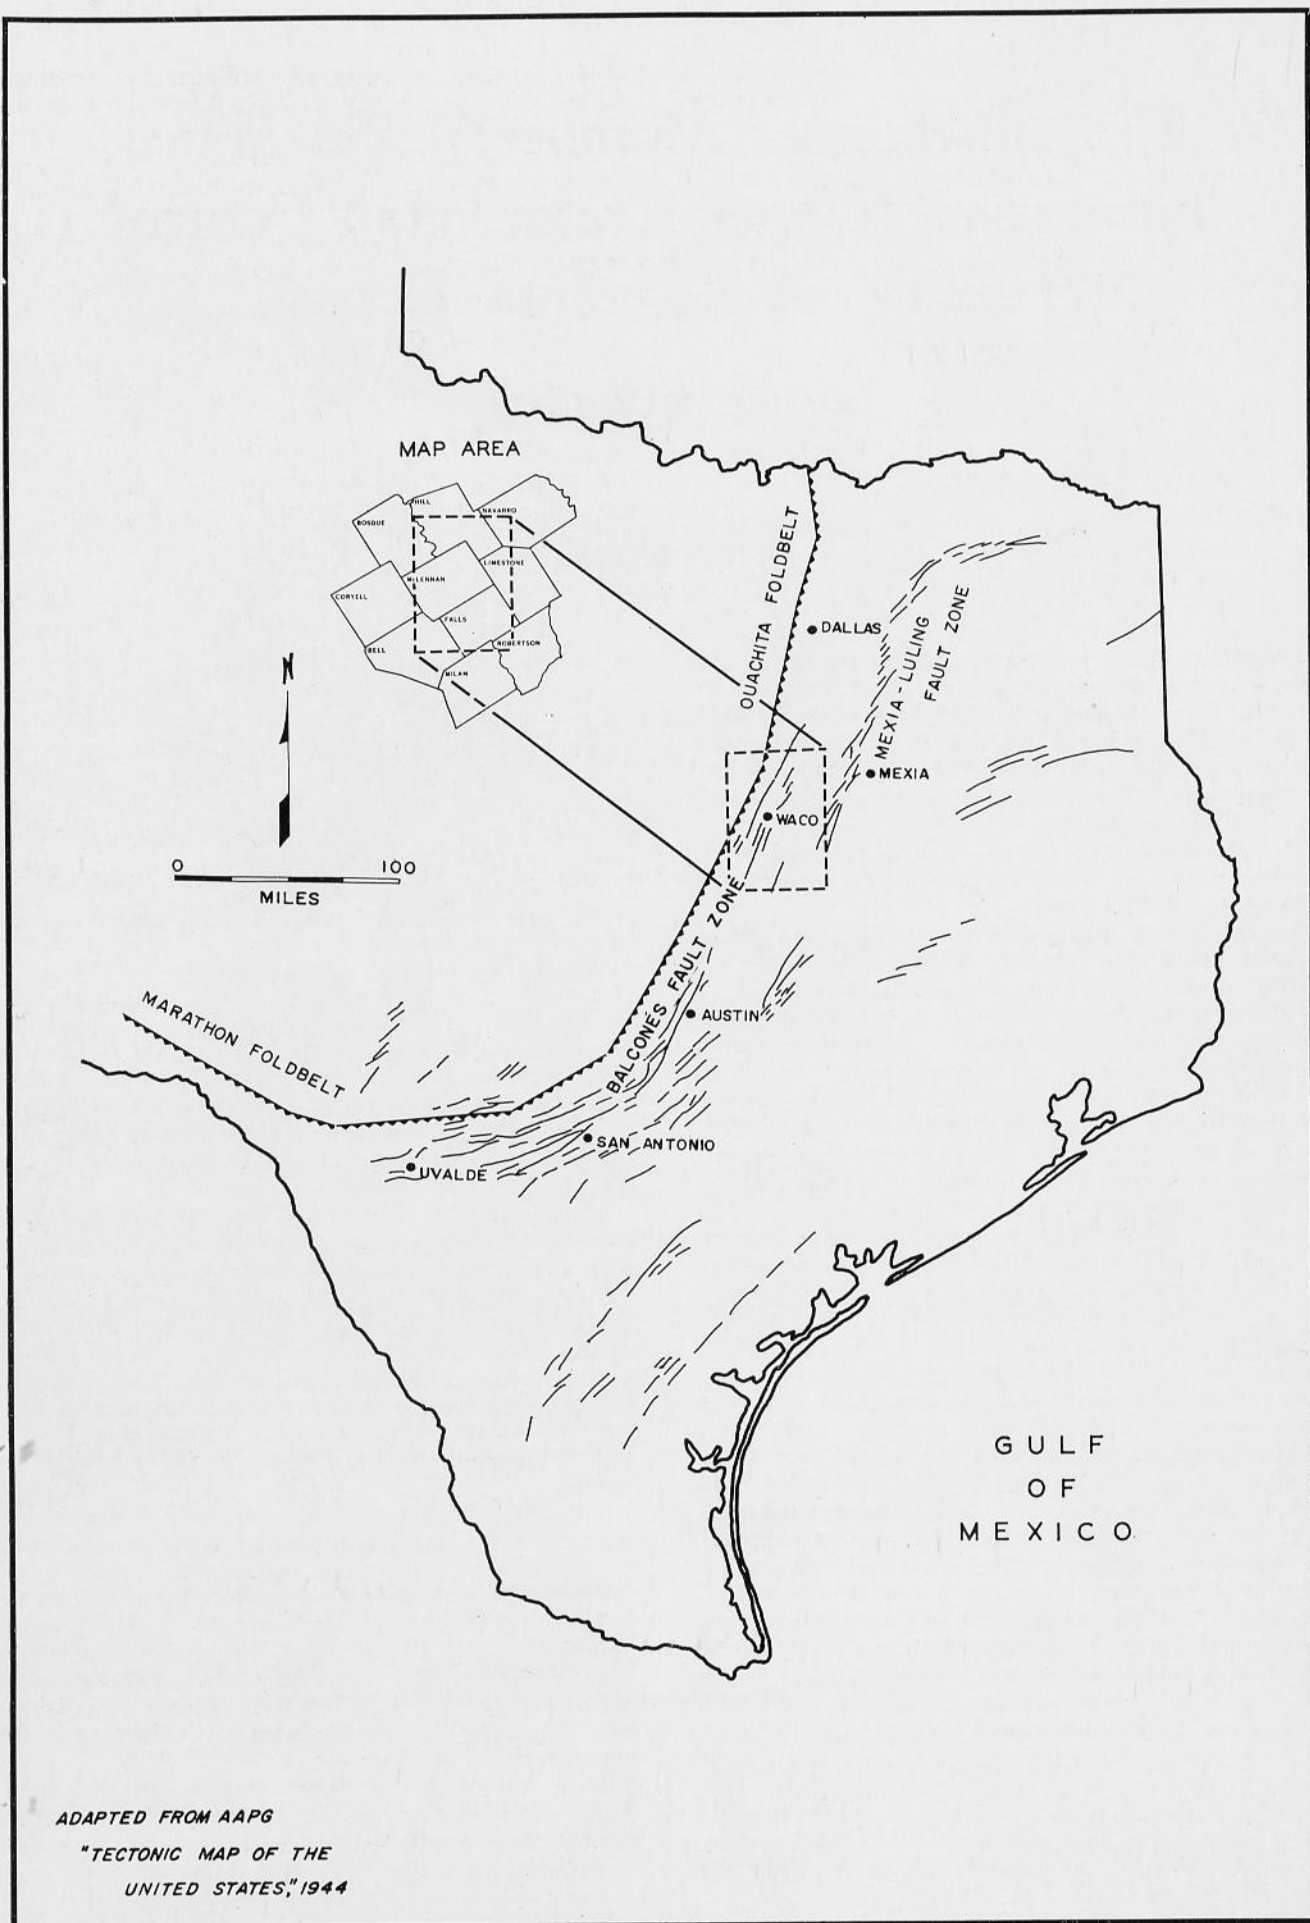 MAP AREA
HILL
NAVARRO
BOSQUE
LIMESTONE
McLENNAN
CORYELL
FALLS
ROBERTSON
BELL
MILAM
N
0 100
MILES
OUACHITA FOLDBELT
DALLAS
MEXIA-LULING
FAULT ZONE
MEXIA
WACO
BALCONES FAULT ZONE
AUSTIN
MARATHON FOLDBELT
SAN ANTONIO
UVALDE
GULF
OF
MEXICO
ADAPTED FROM AAPG
"TECTONIC MAP OF THE
UNITED STATES," 1944